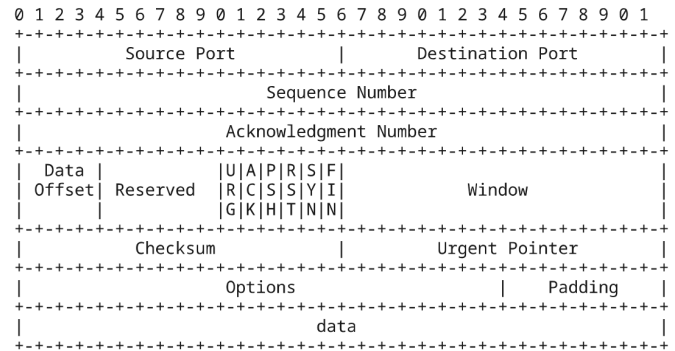 0 1 2 3 4 5 6 7 8 9 0 1 2 3 4 5 6 7 8 9 0 1 2 3 4 5 6 7 8 9 0 1
+-+-+-+-+-+-+-+-+-+-+-+-+-+-+-+-+-+-+-+-+-+-+-+-+-+-+-+-+-+-+-+-+
|          Source Port          |       Destination Port        |
+-+-+-+-+-+-+-+-+-+-+-+-+-+-+-+-+-+-+-+-+-+-+-+-+-+-+-+-+-+-+-+-+
|                        Sequence Number                        |
+-+-+-+-+-+-+-+-+-+-+-+-+-+-+-+-+-+-+-+-+-+-+-+-+-+-+-+-+-+-+-+-+
|                    Acknowledgment Number                      |
+-+-+-+-+-+-+-+-+-+-+-+-+-+-+-+-+-+-+-+-+-+-+-+-+-+-+-+-+-+-+-+-+
|  Data |           |U|A|P|R|S|F|                               |
| Offset| Reserved  |R|C|S|S|Y|I|            Window             |
|       |           |G|K|H|T|N|N|                               |
+-+-+-+-+-+-+-+-+-+-+-+-+-+-+-+-+-+-+-+-+-+-+-+-+-+-+-+-+-+-+-+-+
|           Checksum            |         Urgent Pointer        |
+-+-+-+-+-+-+-+-+-+-+-+-+-+-+-+-+-+-+-+-+-+-+-+-+-+-+-+-+-+-+-+-+
|                    Options                    |    Padding    |
+-+-+-+-+-+-+-+-+-+-+-+-+-+-+-+-+-+-+-+-+-+-+-+-+-+-+-+-+-+-+-+-+
|                             data                              |
+-+-+-+-+-+-+-+-+-+-+-+-+-+-+-+-+-+-+-+-+-+-+-+-+-+-+-+-+-+-+-+-+